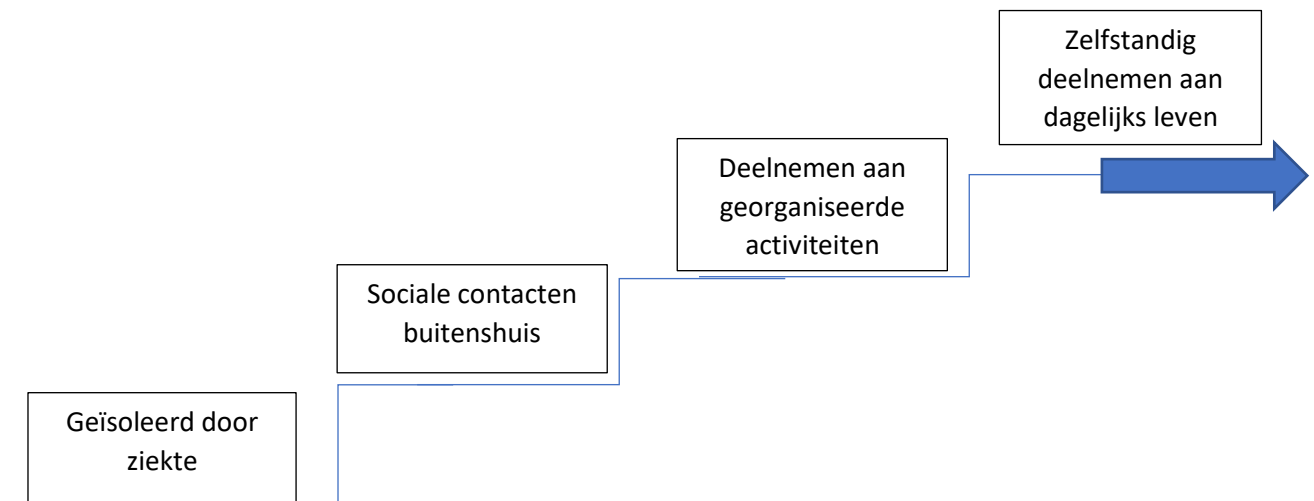 Zelfstandig
deelnemen aan
dagelijks leven
Deelnemen aan
georganiseerde
activiteiten
Sociale contacten
buitenshuis
Geïsoleerd door
ziekte